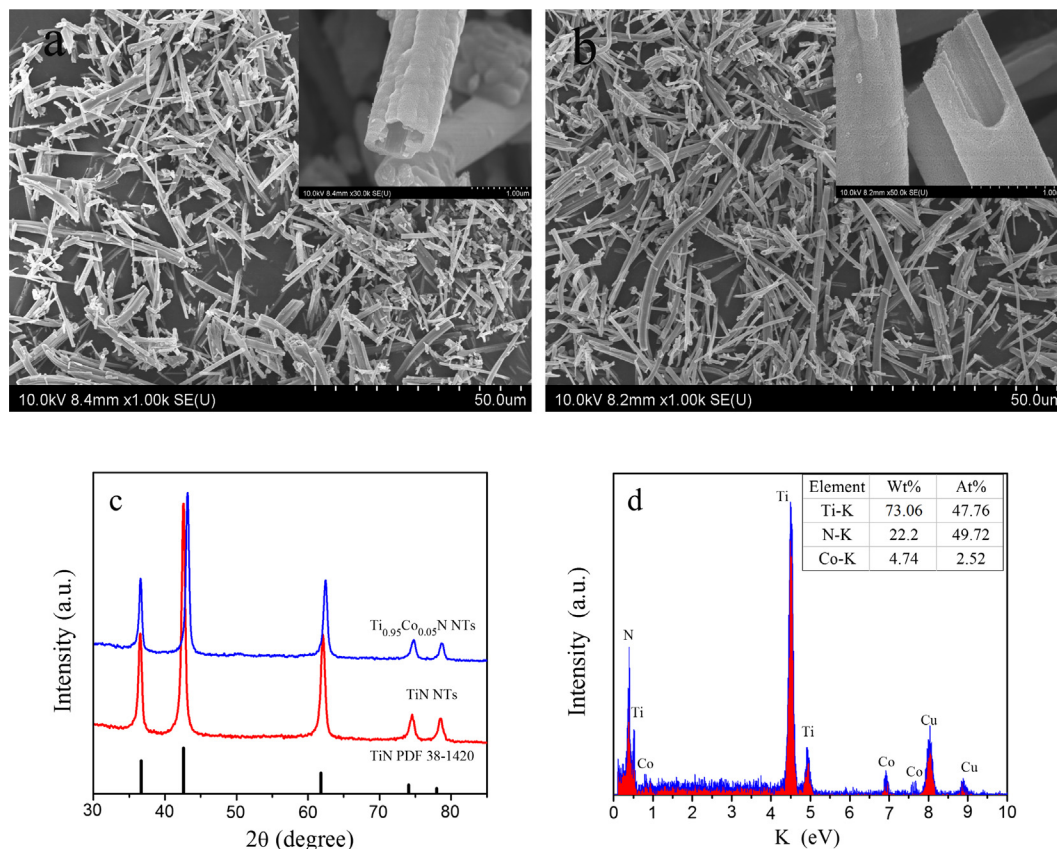 a
10.0kV 8.4mm x30.0k SE(U)
1.00um
10.0kV 8.4mm x1.00k SE(U)
50.0um
b
10.0kV 8.2mm x50.0k SE(U)
1.00
10.0kV 8.2mm x1.00k SE(U)
50.0um
c
Intensity (a.u.)
Ti0.95Co0.05N NTs
TiN NTs
TiN PDF 38-1420
30 40 50 60 70 80
2θ (degree)
d
Intensity (a.u.)
Element Wt% At%
Ti-K 73.06 47.76
N-K 22.2 49.72
Co-K 4.74 2.52
Ti
N
Ti
Co
Ti
Co
Co
Cu
Cu
0 1 2 3 4 5 6 7 8 9 10
K (eV)